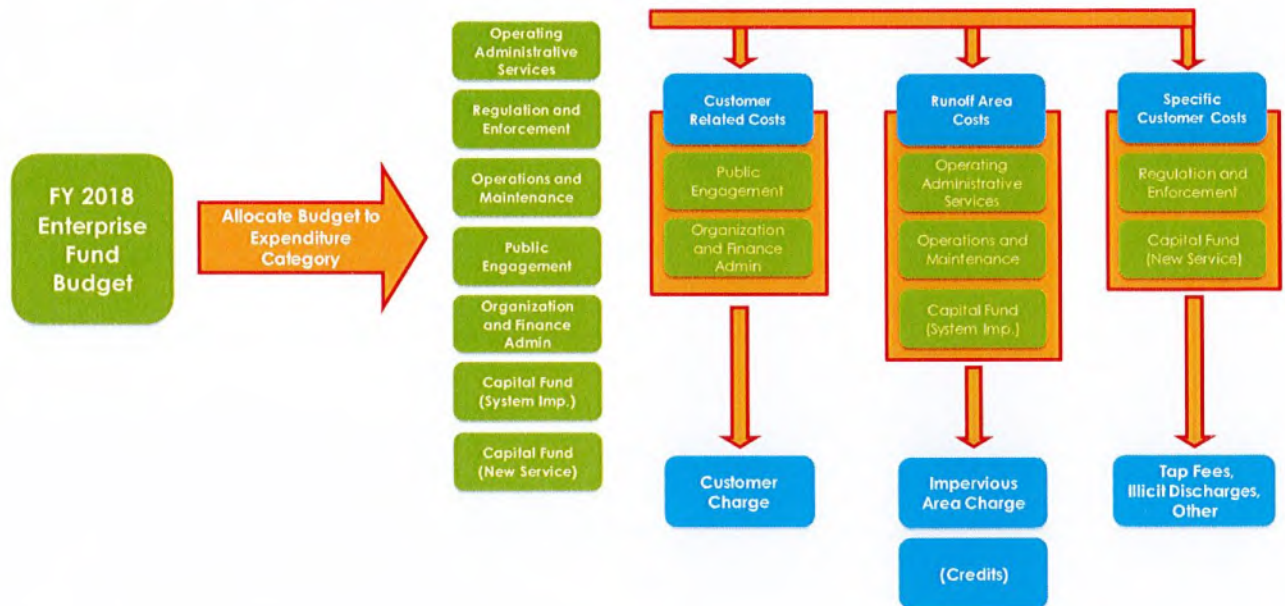 FY 2018
Enterprise
Fund
Budget
Allocate Budget to
Expenditure
Category
Operating
Administrative
Services
Regulation and
Enforcement
Operations and
Maintenance
Public
Engagement
Organization
and Finance
Admin
Capital Fund
(System Imp.)
Capital Fund
(New Service)
Customer
Related Costs
Public
Engagement
Organization
and Finance
Admin
Customer
Charge
Runoff Area
Costs
Operating
Administrative
Services
Operations and
Maintenance
Capital Fund
(System Imp.)
Impervious
Area Charge
(Credits)
Specific
Customer Costs
Regulation and
Enforcement
Capital Fund
(New Service)
Tap Fees,
Illicit Discharges,
Other